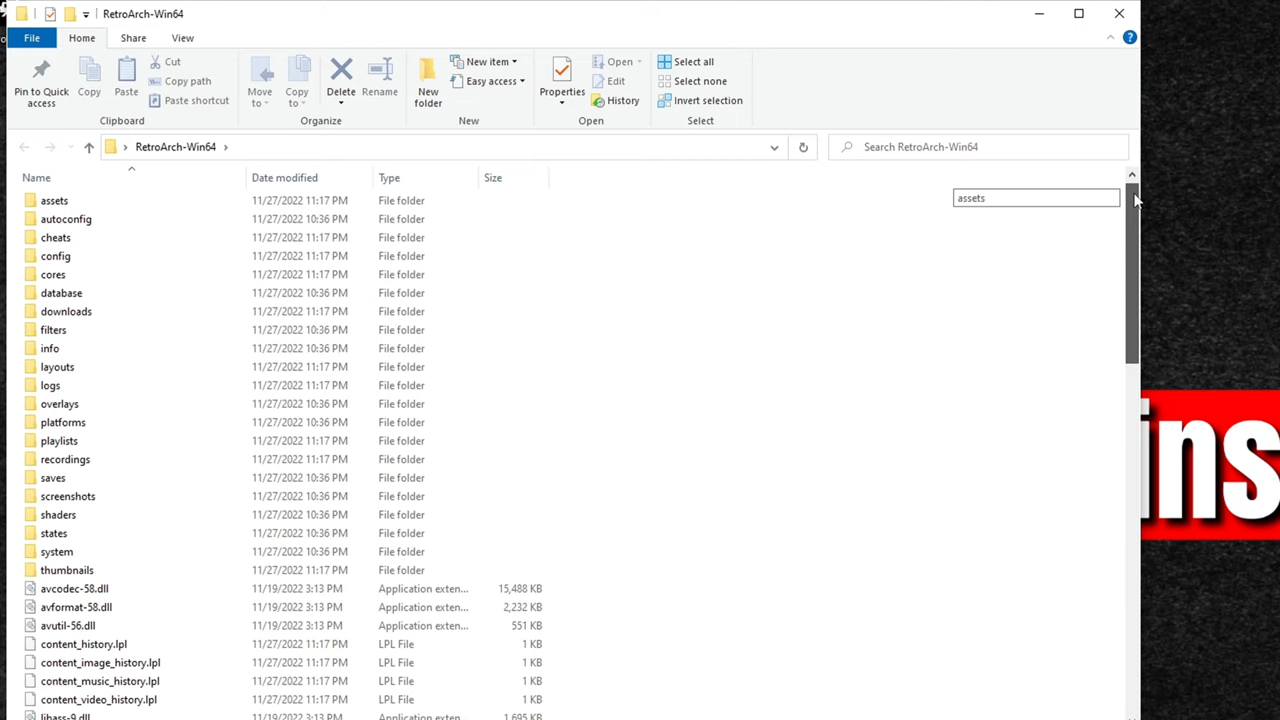 RetroArch-Win64
File Home Share View
Pin to Quick access
Copy
Paste
Cut
Copy path
Paste shortcut
Clipboard
Move to
Copy to
Delete
Rename
Organize
New folder
New item
Easy access
New
Properties
Open
Edit
History
Open
Select all
Select none
Invert selection
Select
RetroArch-Win64
Search RetroArch-Win64
Name Date modified Type Size
assets 11/27/2022 11:17 PM File folder
assets
autoconfig 11/27/2022 10:36 PM File folder
cheats 11/27/2022 11:17 PM File folder
config 11/27/2022 11:17 PM File folder
cores 11/27/2022 11:17 PM File folder
database 11/27/2022 10:36 PM File folder
downloads 11/27/2022 11:17 PM File folder
filters 11/27/2022 10:36 PM File folder
info 11/27/2022 10:36 PM File folder
layouts 11/27/2022 11:17 PM File folder
logs 11/27/2022 11:17 PM File folder
overlays 11/27/2022 10:36 PM File folder
platforms 11/27/2022 10:36 PM File folder
playlists 11/27/2022 11:17 PM File folder
recordings 11/27/2022 11:17 PM File folder
saves 11/27/2022 10:36 PM File folder
screenshots 11/27/2022 10:36 PM File folder
shaders 11/27/2022 10:36 PM File folder
states 11/27/2022 10:36 PM File folder
system 11/27/2022 10:36 PM File folder
thumbnails 11/27/2022 10:36 PM File folder
avcodec-58.dll 11/19/2022 3:13 PM Application exten... 15,488 KB
avformat-58.dll 11/19/2022 3:13 PM Application exten... 2,232 KB
avutil-56.dll 11/19/2022 3:13 PM Application exten... 551 KB
content_history.lpl 11/27/2022 11:17 PM LPL File 1 KB
content_image_history.lpl 11/27/2022 11:17 PM LPL File 1 KB
content_music_history.lpl 11/27/2022 11:17 PM LPL File 1 KB
content_video_history.lpl 11/27/2022 11:17 PM LPL File 1 KB
libass-9.dll 11/19/2022 3:13 PM Application exten... 1,695 KB
ins